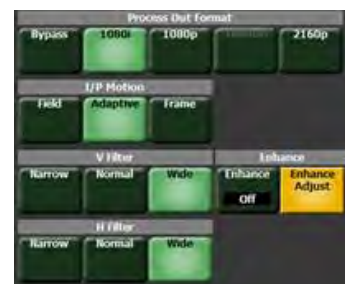 Process Out Format
Bypass 1080i 1080p 2160p
I/P Motion
Field Adaptive Frame
V Filter Enhance
Narrow Normal Wide Enhance Off Enhance Adjust
H Filter
Narrow Normal Wide